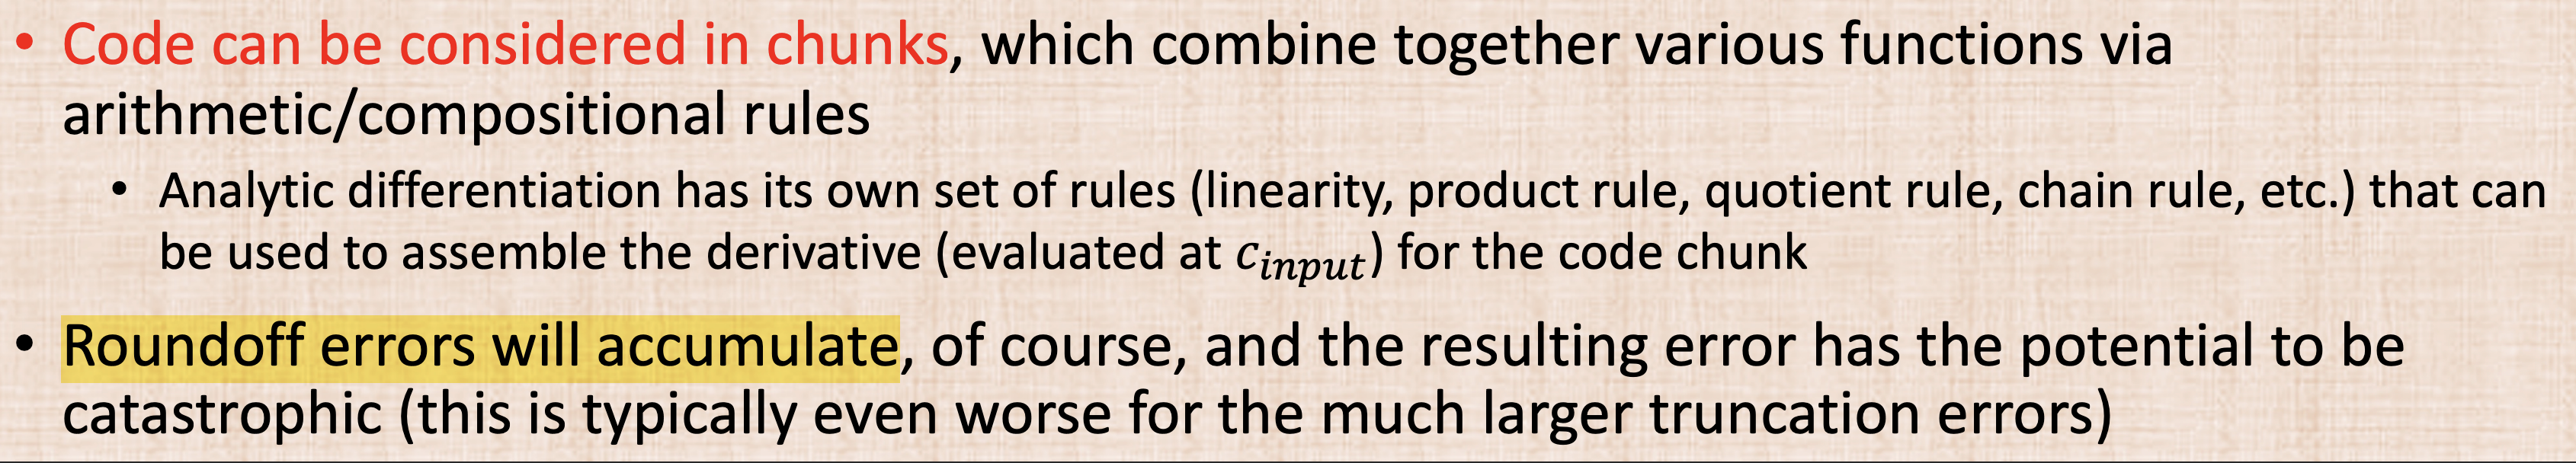 • Code can be considered in chunks, which combine together various functions via
arithmetic/compositional rules
• Analytic differentiation has its own set of rules (linearity, product rule, quotient rule, chain rule, etc.) that can
be used to assemble the derivative (evaluated at c_input) for the code chunk
• Roundoff errors will accumulate, of course, and the resulting error has the potential to be
catastrophic (this is typically even worse for the much larger truncation errors)